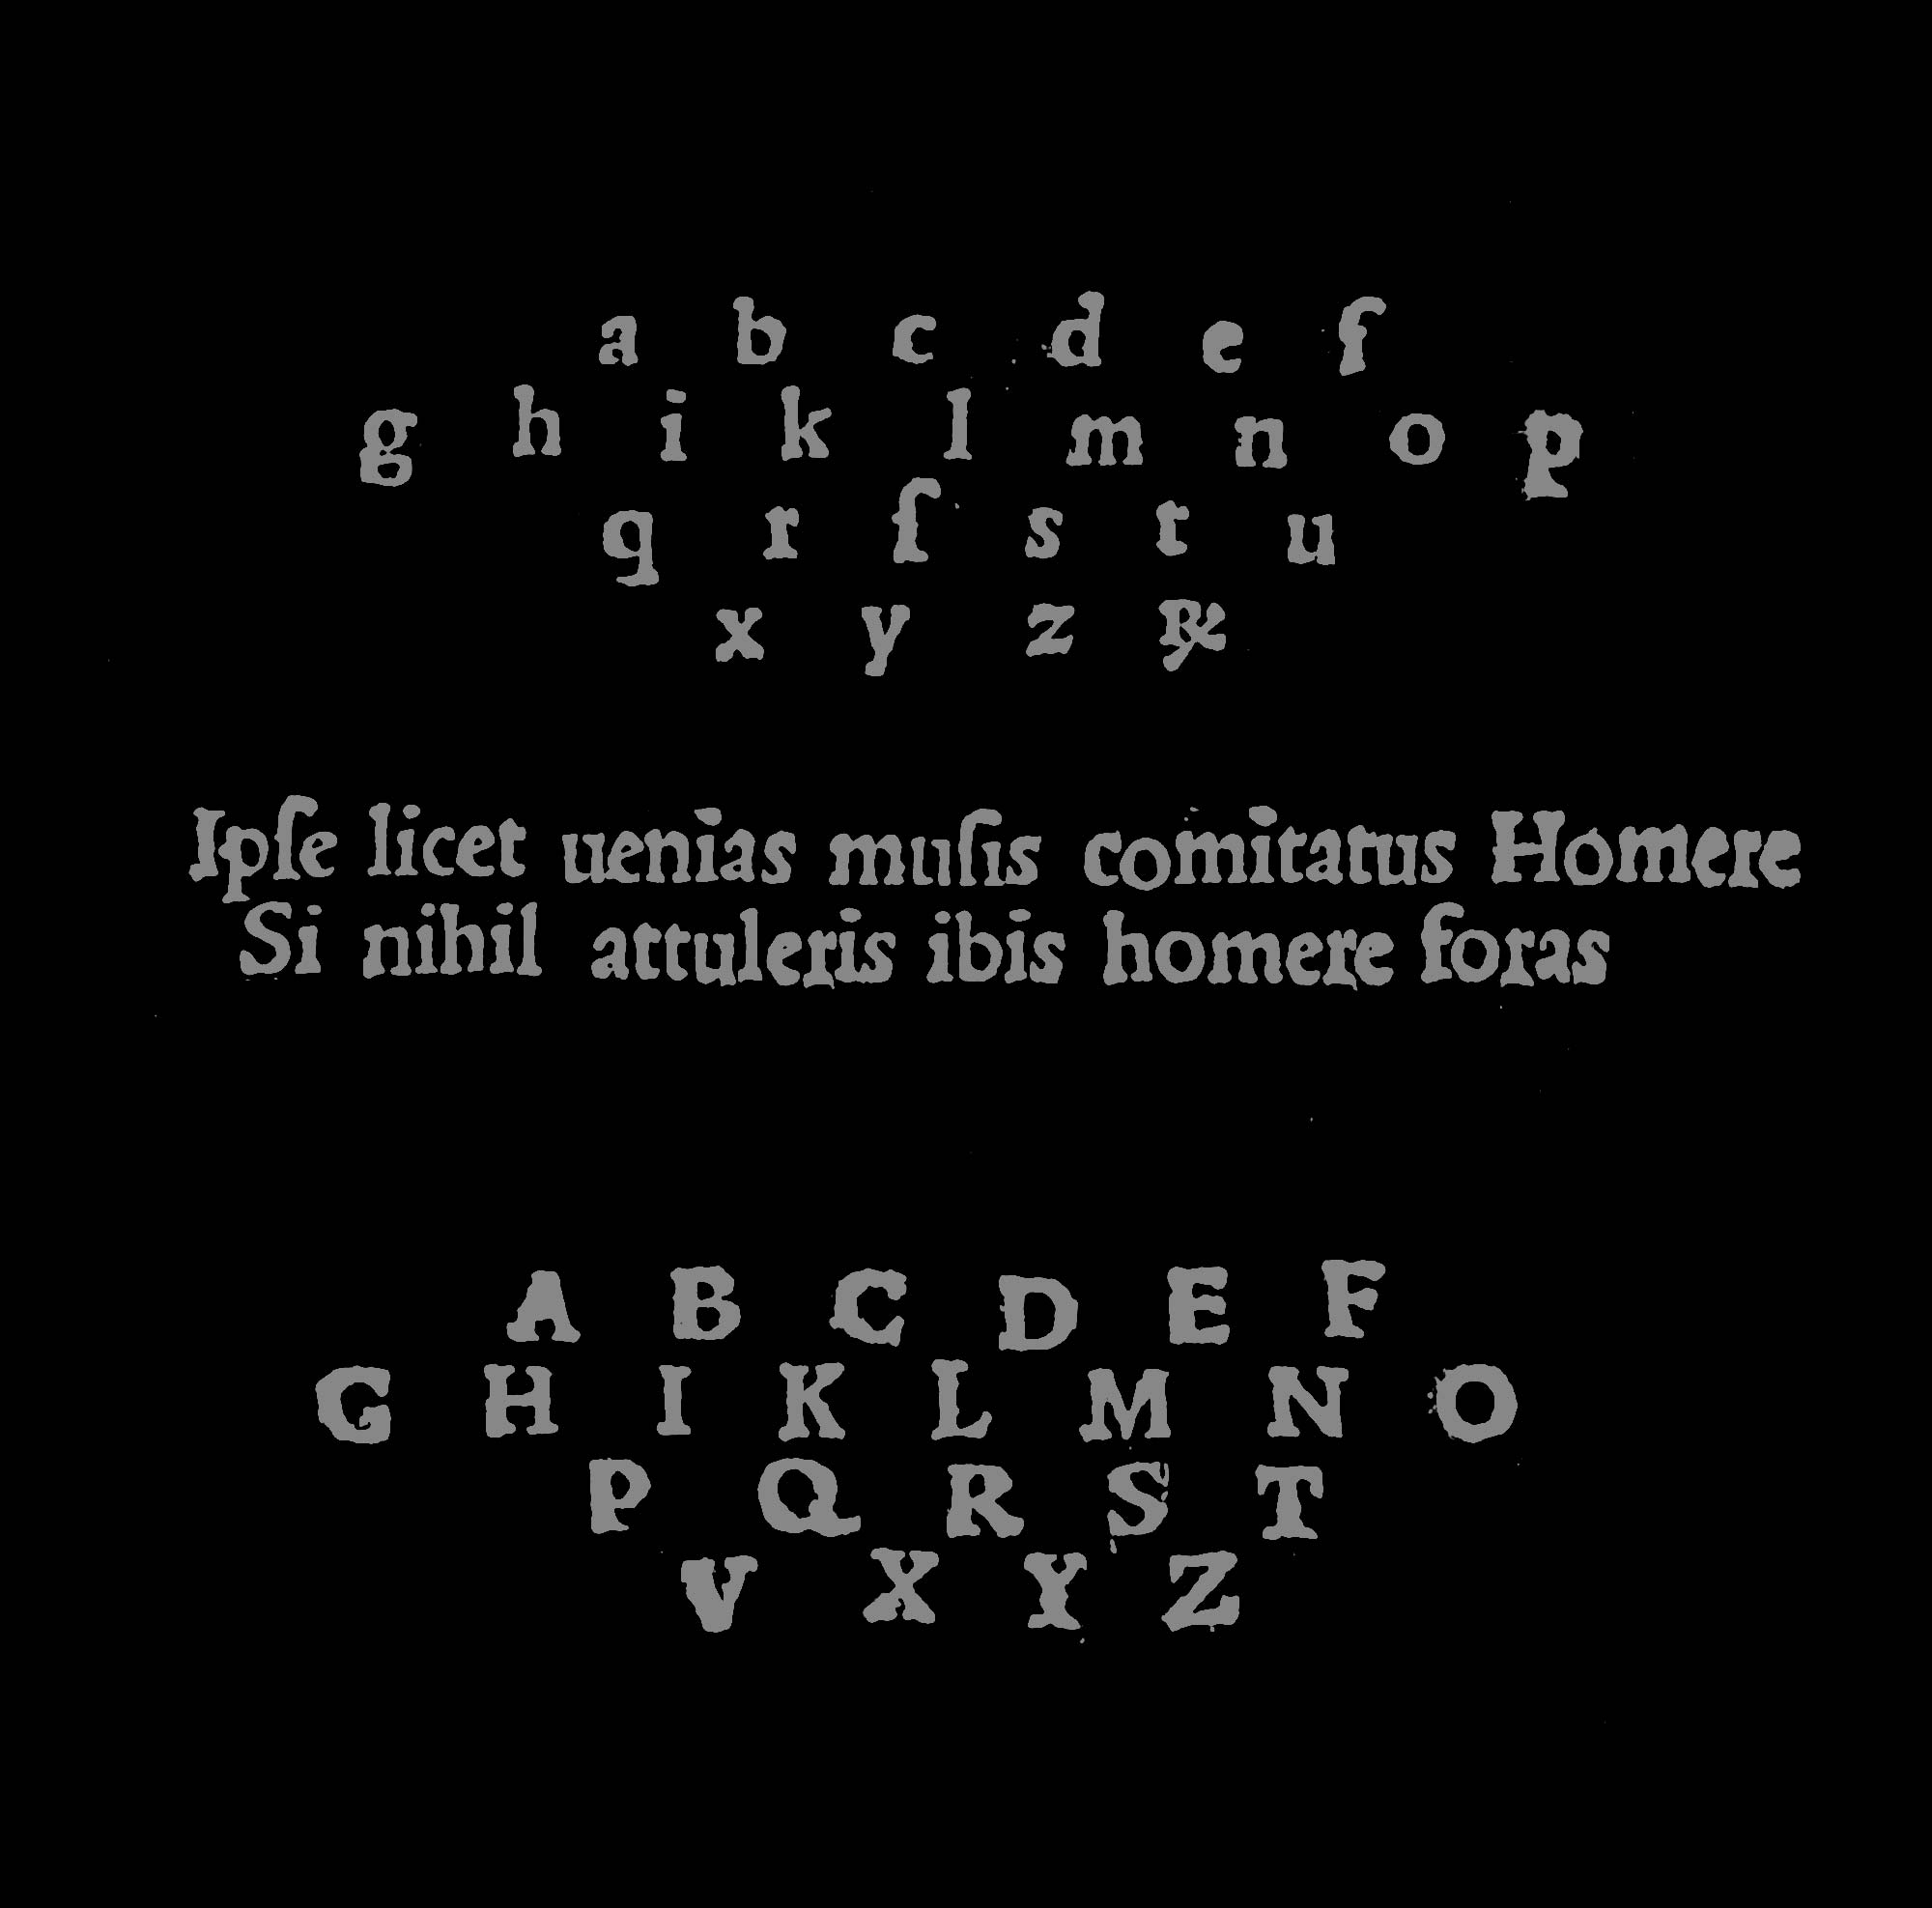 a b c d e f
g h i k l m n o p
q r ſ s t u
x y z ꝝ
Ipſe licet uenias muſis comitatus Homere
Si nihil attuleris ibis homere foras
A B C D E F
G H I K L M N O
P Q R S T
V X Y Z